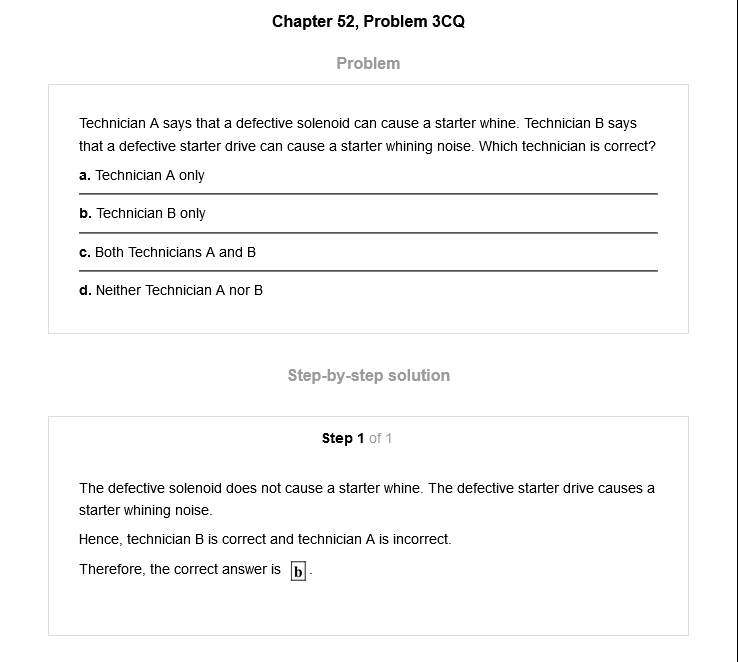 Chapter 52, Problem 3CQ
Problem
Technician A says that a defective solenoid can cause a starter whine. Technician B says
that a defective starter drive can cause a starter whining noise. Which technician is correct?
a. Technician A only
b. Technician B only
c. Both Technicians A and B
d. Neither Technician A nor B
Step-by-step solution
Step 1 of 1
The defective solenoid does not cause a starter whine. The defective starter drive causes a
starter whining noise.
Hence, technician B is correct and technician A is incorrect.
Therefore, the correct answer is b.